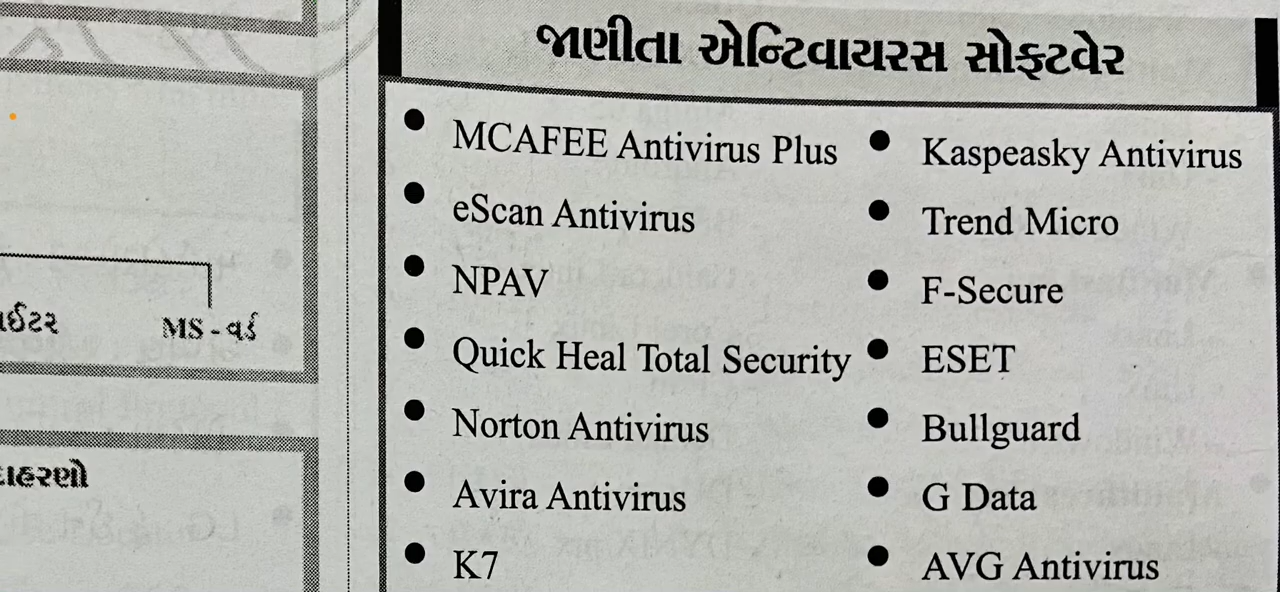 જાણીતા એન્ટિવાયરસ સોફ્ટવેર
• MCAFEE Antivirus Plus
• eScan Antivirus
• NPAV
• Quick Heal Total Security
• Norton Antivirus
• Avira Antivirus
• K7
• Kaspeasky Antivirus
• Trend Micro
• F-Secure
• ESET
• Bullguard
• G Data
• AVG Antivirus
MS - વર્ડ